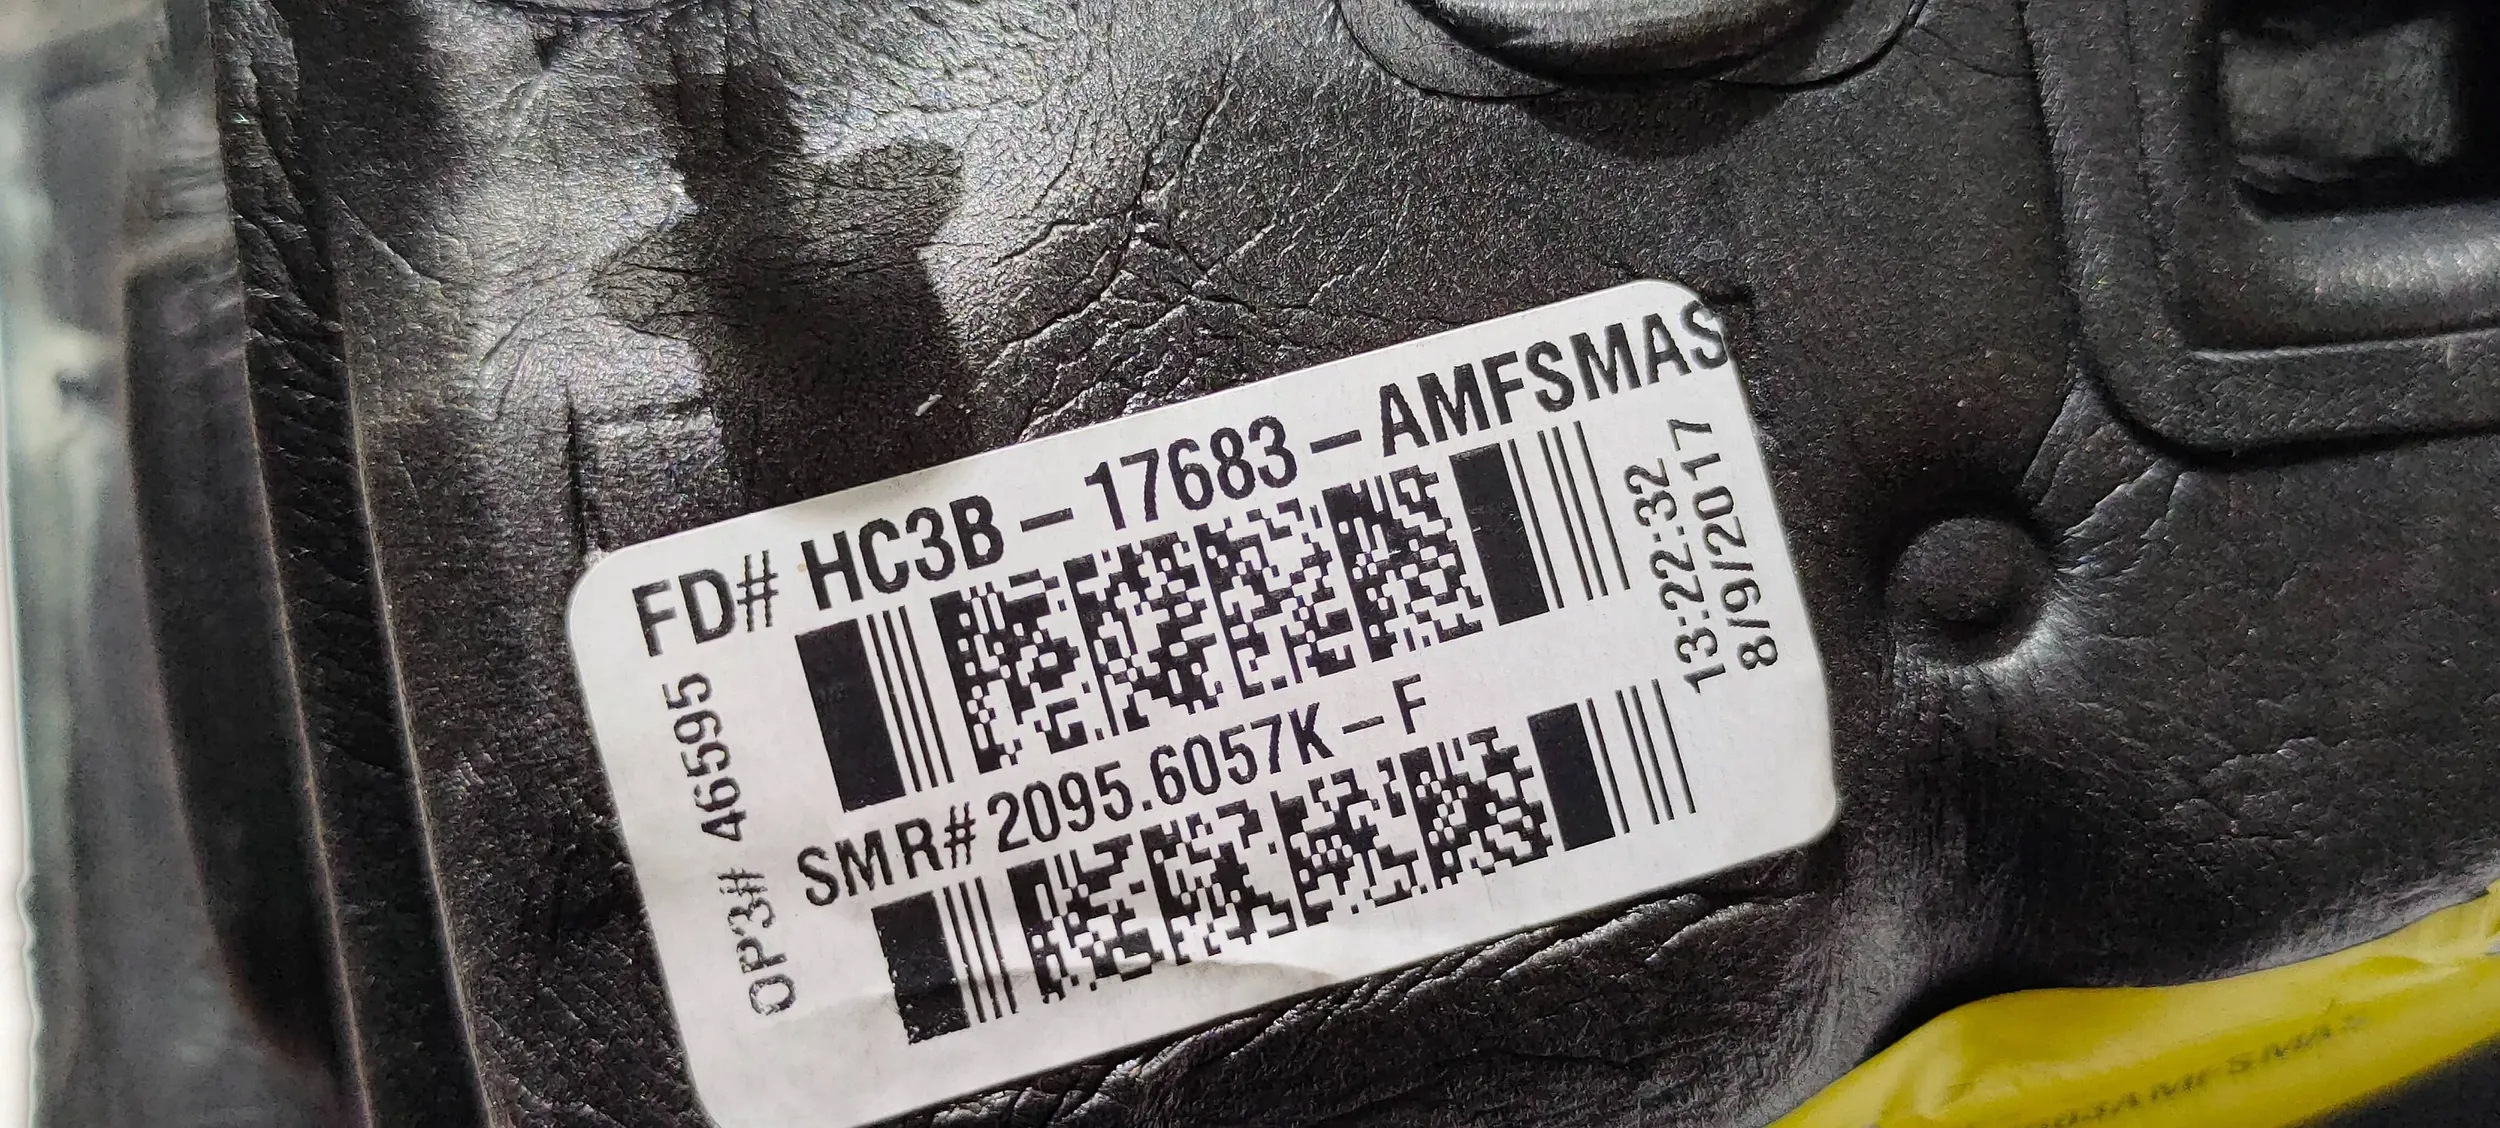 FD# HC3B-17683-AMFSMAS
OP3# 46595
SMR# 2095.6057K-F
13:22:32
8/9/2017